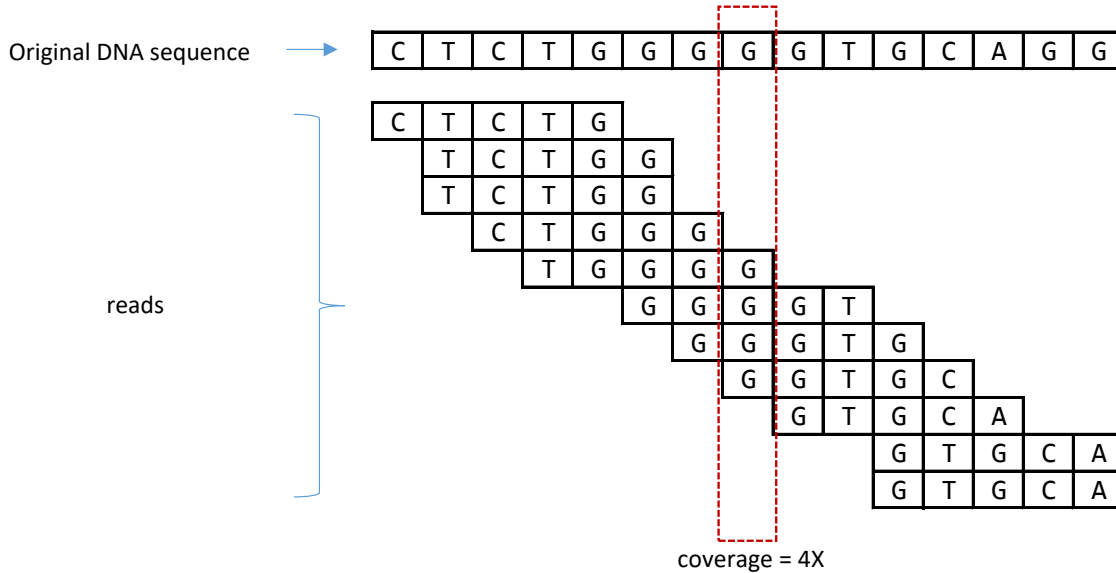 Original DNA sequence C T C T G G G G G T G C A G G
C T C T G
T C T G G
T C T G G
C T G G G
T G G G G
reads G G G G T
G G G T G
G G T G C
G T G C A
G T G C A
G T G C A
coverage = 4X